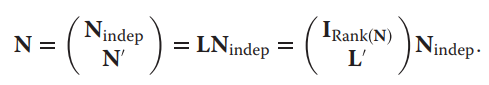 N = ( N_indep / N′ ) = LN_indep = ( I_Rank(N) / L′ ) N_indep.